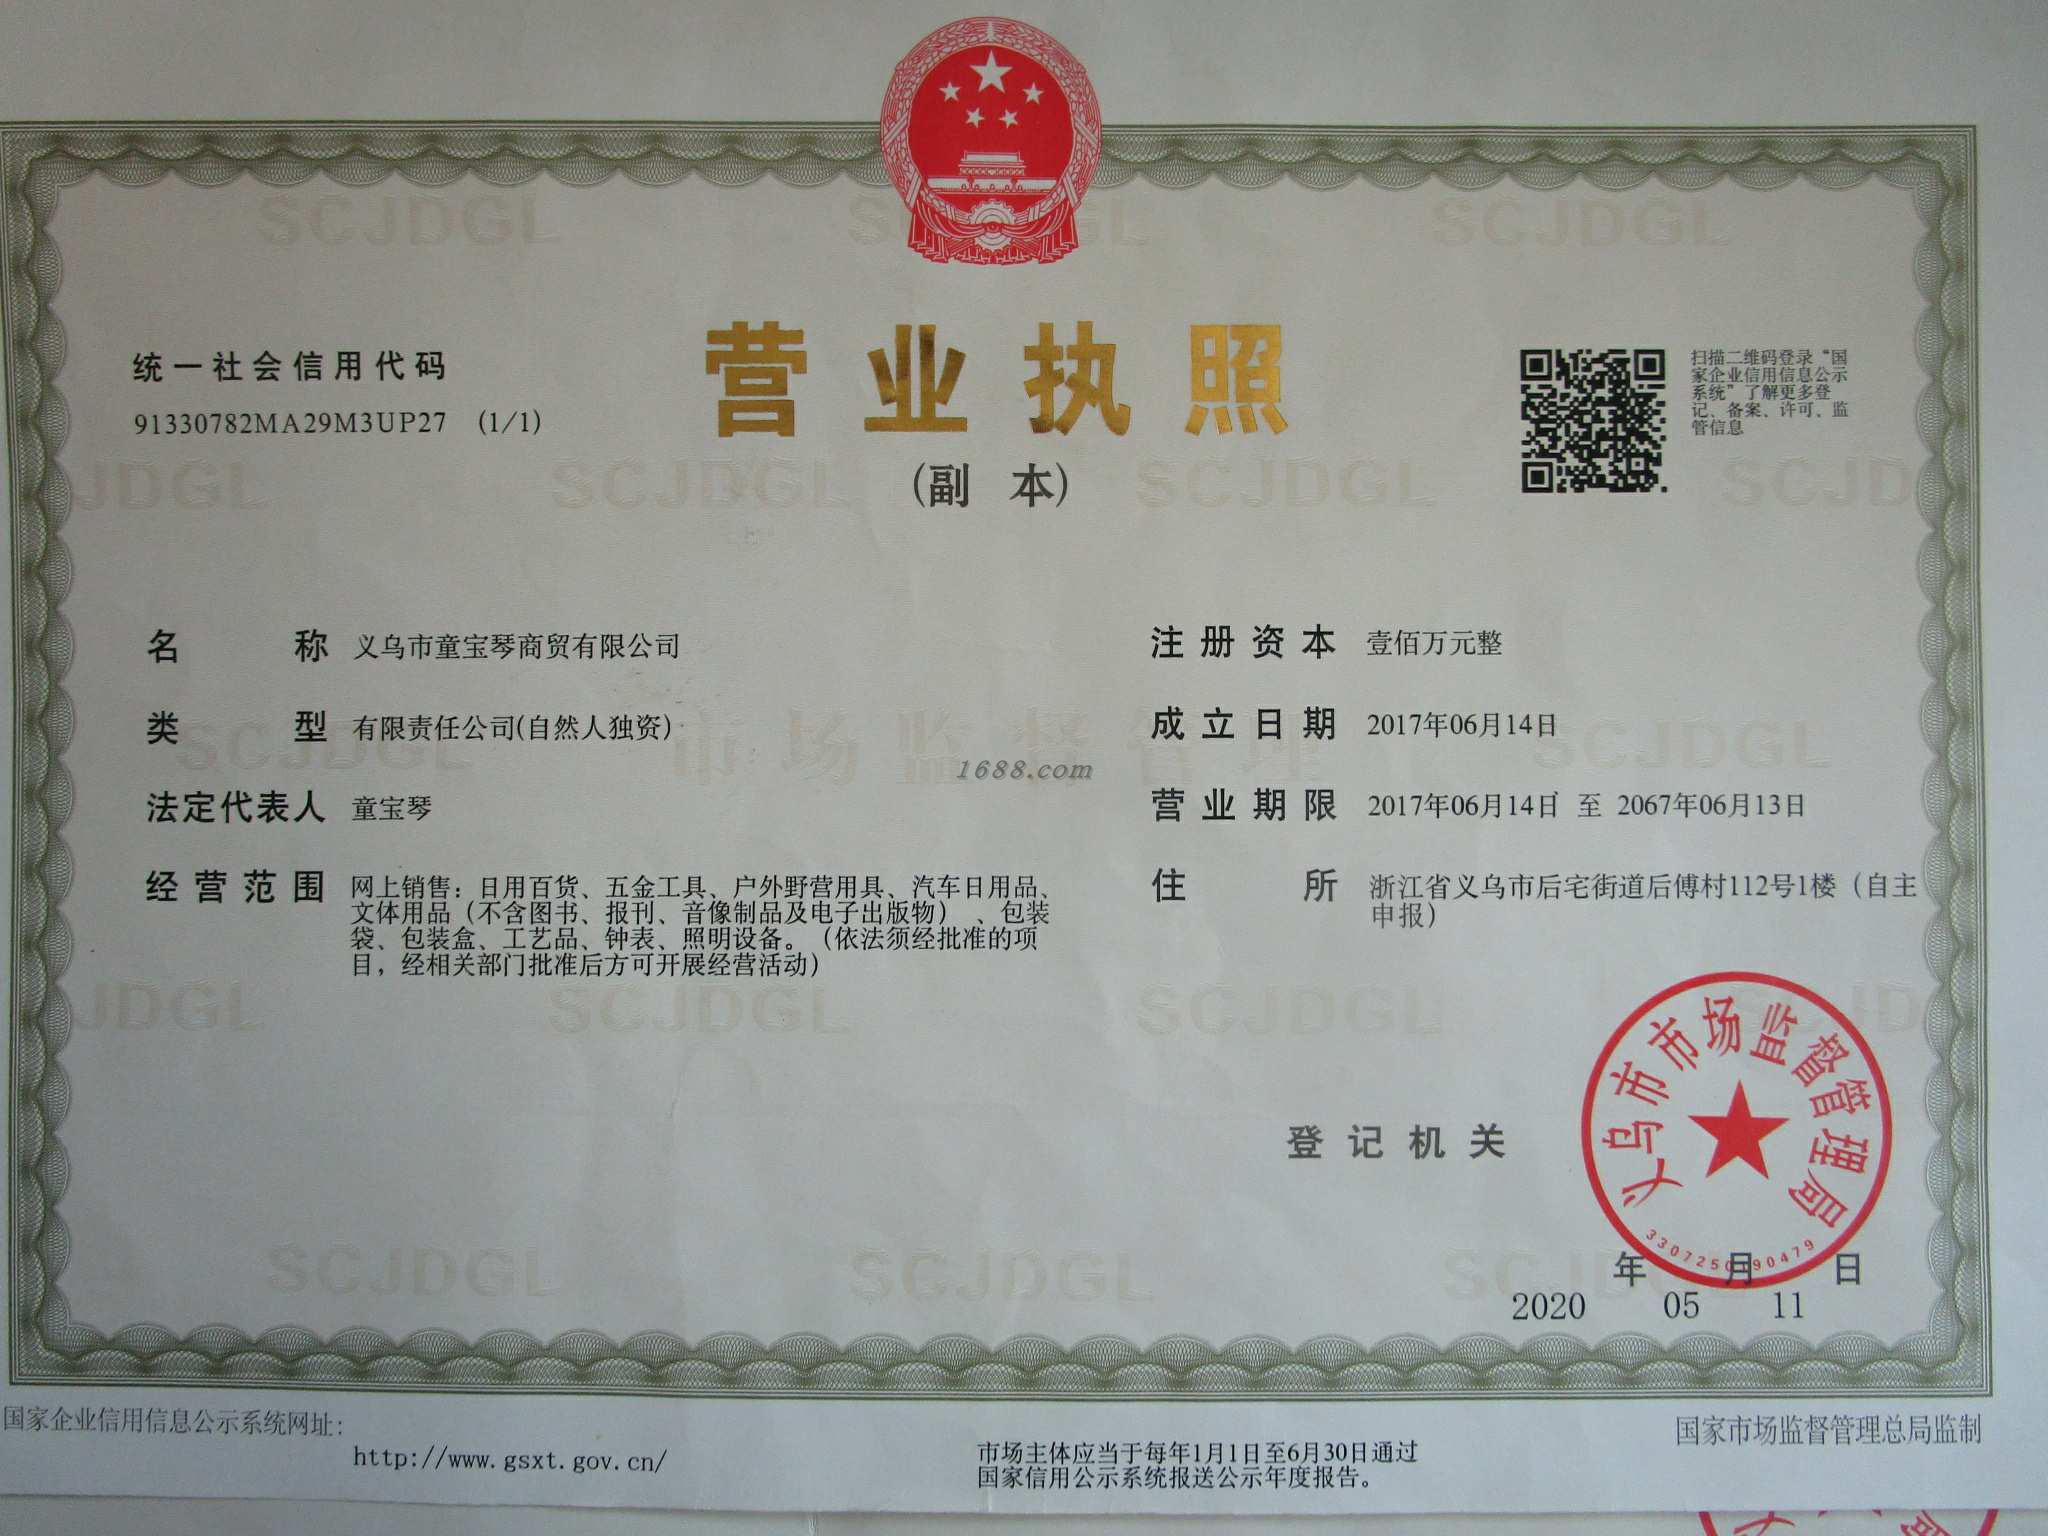 营业执照
(副 本)
统一社会信用代码
91330782MA29M3UP27 (1/1)
扫描二维码登录“国
家企业信用信息公示
系统”了解更多登
记、备案、许可、监
管信息
名 称 义乌市童宝琴商贸有限公司
类 型 有限责任公司(自然人独资)
法定代表人 童宝琴
经营范围 网上销售：日用百货、五金工具、户外野营用具、汽车日用品、
文体用品（不含图书、报刊、音像制品及电子出版物）、包装
袋、包装盒、工艺品、钟表、照明设备。（依法须经批准的项
目，经相关部门批准后方可开展经营活动）
注册资本 壹佰万元整
成立日期 2017年06月14日
营业期限 2017年06月14日 至 2067年06月13日
住 所 浙江省义乌市后宅街道后傅村112号1楼（自主
申报）
SCJDGL
市场监督管理
1688.com
登记机关
义乌市市场监督管理局
年 月 日
2020 05 11
国家企业信用信息公示系统网址：
http://www.gsxt.gov.cn/
市场主体应当于每年1月1日至6月30日通过
国家信用公示系统报送公示年度报告。
国家市场监督管理总局监制